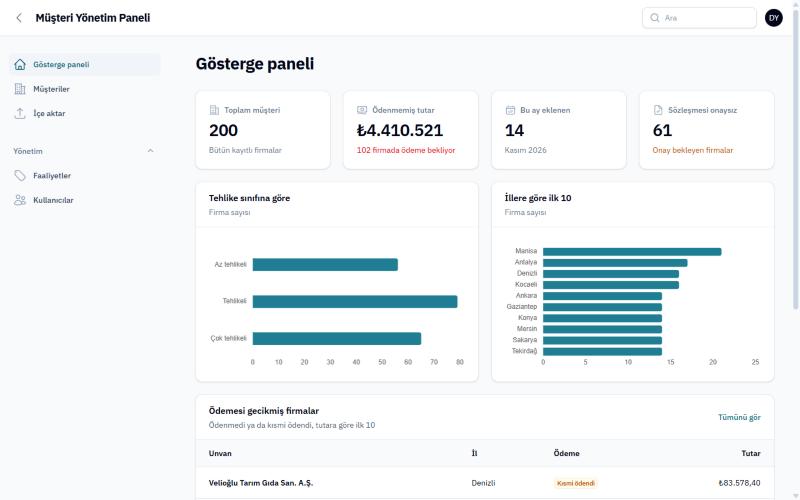 Müşteri Yönetim Paneli
Ara
DY
Gösterge paneli
Müşteriler
İçe aktar
Yönetim
Faaliyetler
Kullanıcılar
Gösterge paneli
Toplam müşteri
200
Bütün kayıtlı firmalar
Ödenmemiş tutar
₺4.410.521
102 firmada ödeme bekliyor
Bu ay eklenen
14
Kasım 2026
Sözleşmesi onaysız
61
Onay bekleyen firmalar
Tehlike sınıfına göre
Firma sayısı
Az tehlikeli
Tehlikeli
Çok tehlikeli
0 10 20 30 40 50 60 70 80
İllere göre ilk 10
Firma sayısı
Manisa
Antalya
Denizli
Kocaeli
Ankara
Gaziantep
Konya
Mersin
Sakarya
Tekirdağ
0 5 10 15 20 25
Ödemesi gecikmiş firmalar
Ödenmedi ya da kısmi ödendi, tutara göre ilk 10
Tümünü gör
Unvan İl Ödeme Tutar
Velioğlu Tarım Gıda San. A.Ş. Denizli Kısmi ödendi ₺83.578,40